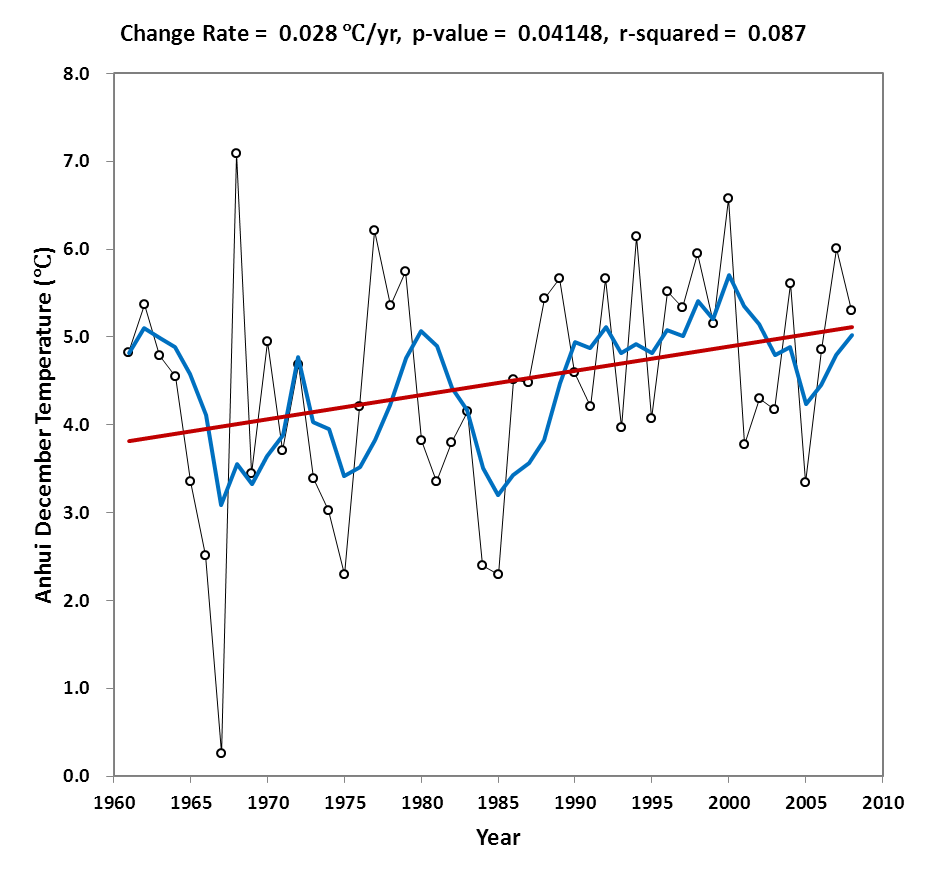 Change Rate = 0.028 ℃/yr, p-value = 0.04148, r-squared = 0.087
8.0
7.0
6.0
5.0
4.0
3.0
2.0
1.0
0.0
Anhui December Temperature (℃)
1960 1965 1970 1975 1980 1985 1990 1995 2000 2005 2010
Year